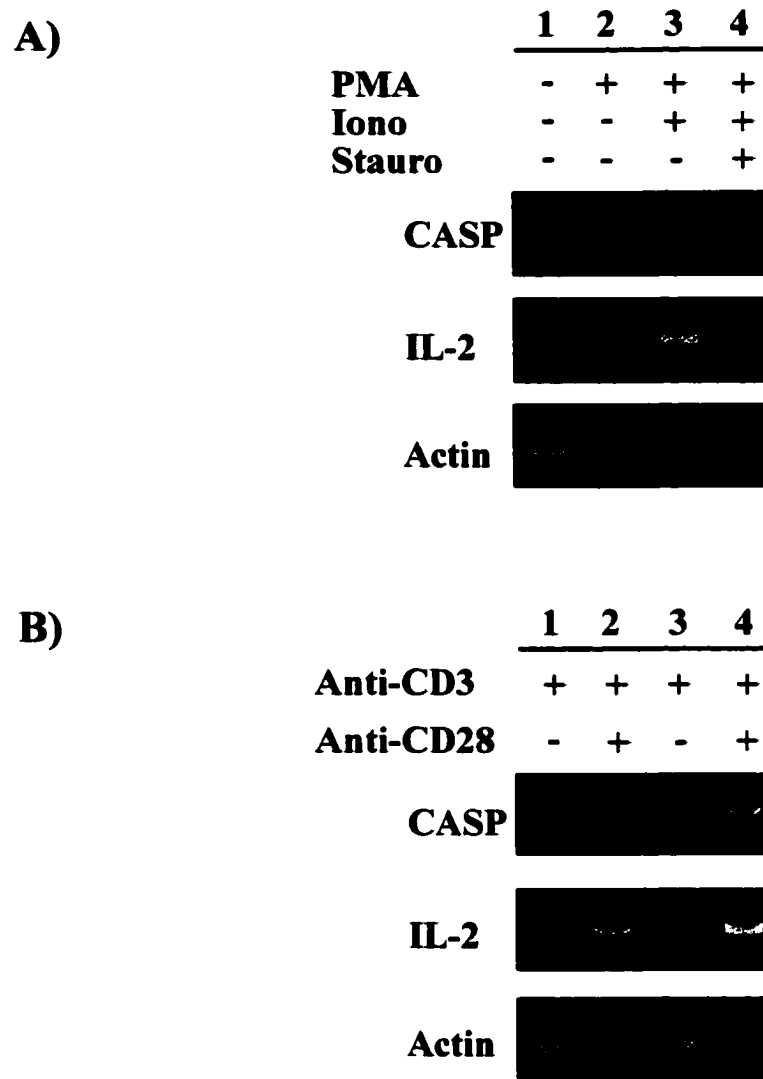 A)
1 2 3 4
PMA - + + +
Iono - - + +
Stauro - - - +
CASP
IL-2
Actin
B)
1 2 3 4
Anti-CD3 + + + +
Anti-CD28 - + - +
CASP
IL-2
Actin